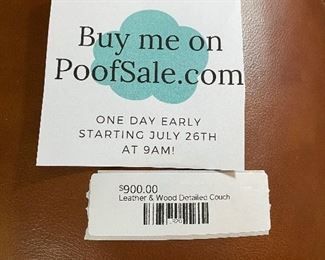 Buy me on
PoofSale.com
ONE DAY EARLY
STARTING JULY 26TH
AT 9AM!
$900.00
Leather & Wood Detailed Couch